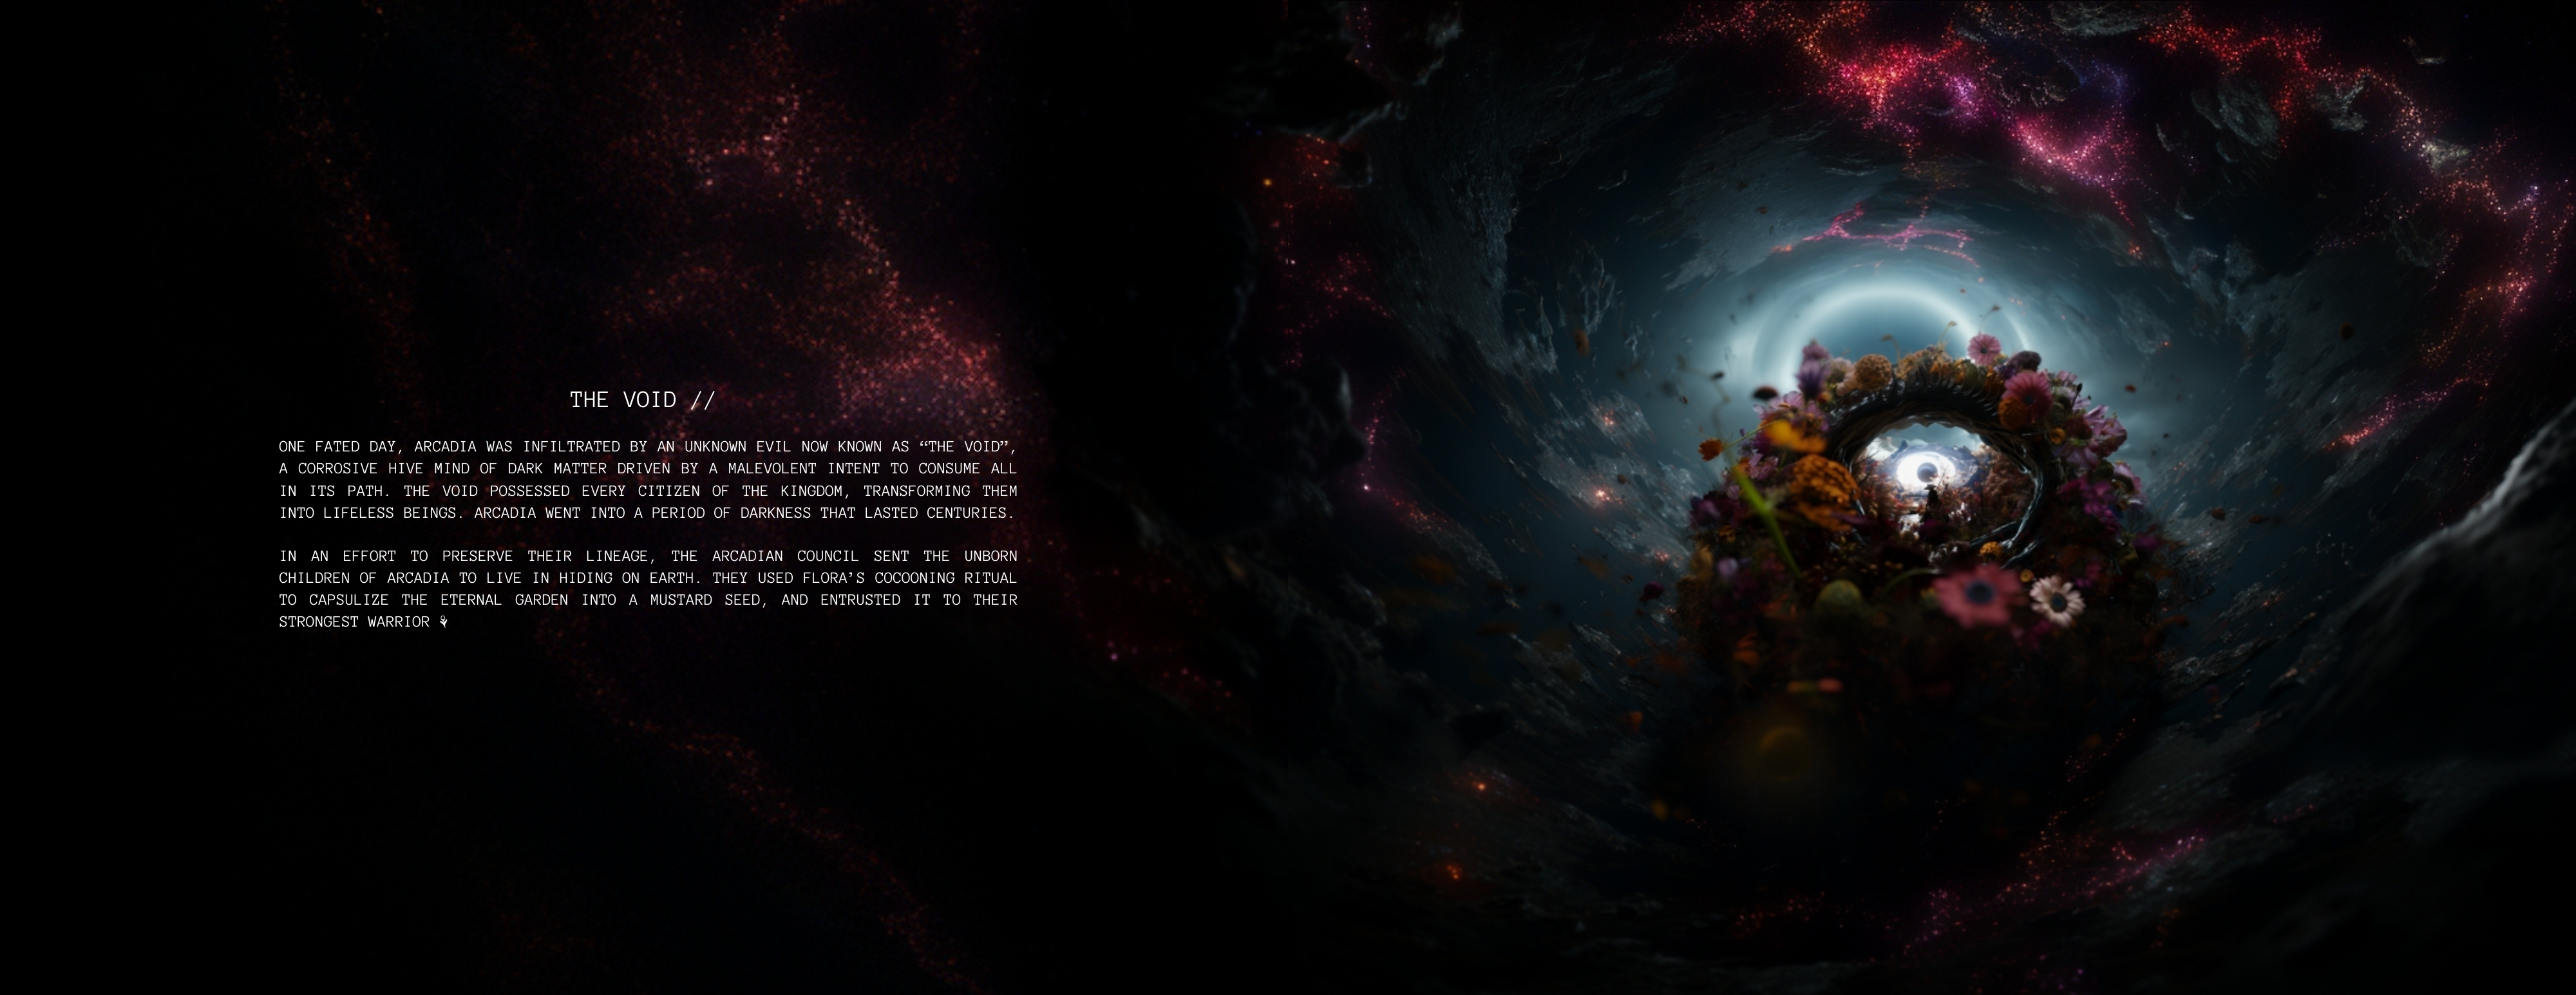 THE VOID //
ONE FATED DAY, ARCADIA WAS INFILTRATED BY AN UNKNOWN EVIL NOW KNOWN AS “THE VOID”,
A CORROSIVE HIVE MIND OF DARK MATTER DRIVEN BY A MALEVOLENT INTENT TO CONSUME ALL
IN ITS PATH. THE VOID POSSESSED EVERY CITIZEN OF THE KINGDOM, TRANSFORMING THEM
INTO LIFELESS BEINGS. ARCADIA WENT INTO A PERIOD OF DARKNESS THAT LASTED CENTURIES.
IN AN EFFORT TO PRESERVE THEIR LINEAGE, THE ARCADIAN COUNCIL SENT THE UNBORN
CHILDREN OF ARCADIA TO LIVE IN HIDING ON EARTH. THEY USED FLORA’S COCOONING RITUAL
TO CAPSULIZE THE ETERNAL GARDEN INTO A MUSTARD SEED, AND ENTRUSTED IT TO THEIR
STRONGEST WARRIOR